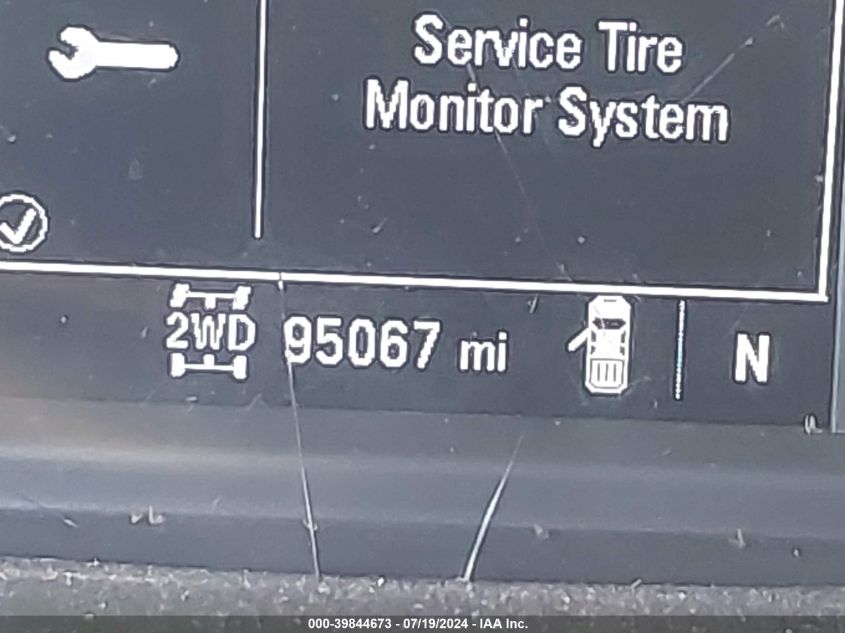 Service Tire
Monitor System
2WD 95067 mi N
000-39844673 - 07/19/2024 - IAA Inc.